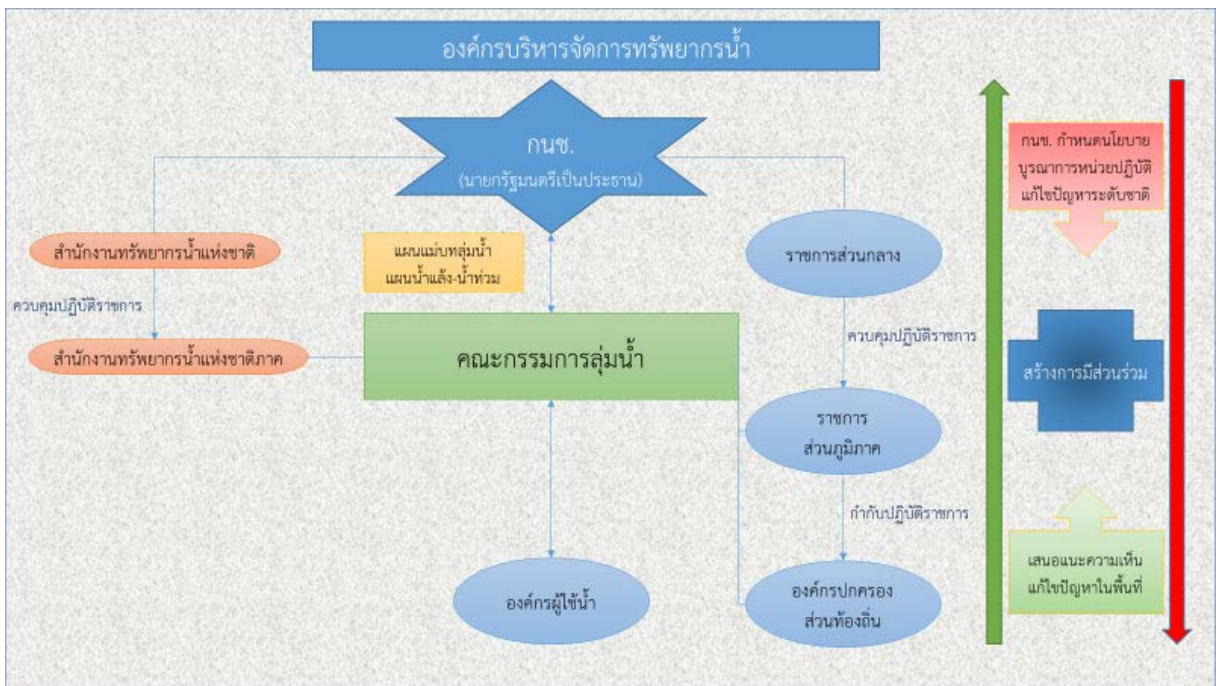 องค์กรบริหารจัดการทรัพยากรน้ำ
กนช.
(นายกรัฐมนตรีเป็นประธาน)
สำนักงานทรัพยากรน้ำแห่งชาติ
ควบคุมปฏิบัติราชการ
สำนักงานทรัพยากรน้ำแห่งชาติภาค
แผนแม่บทลุ่มน้ำ
แผนน้ำแล้ง-น้ำท่วม
คณะกรรมการลุ่มน้ำ
องค์กรผู้ใช้น้ำ
ราชการส่วนกลาง
ควบคุมปฏิบัติราชการ
ราชการ
ส่วนภูมิภาค
กำกับปฏิบัติราชการ
องค์กรปกครอง
ส่วนท้องถิ่น
กนช. กำหนดนโยบาย
บูรณาการหน่วยปฏิบัติ
แก้ไขปัญหาระดับชาติ
สร้างการมีส่วนร่วม
เสนอแนะความเห็น
แก้ไขปัญหาในพื้นที่